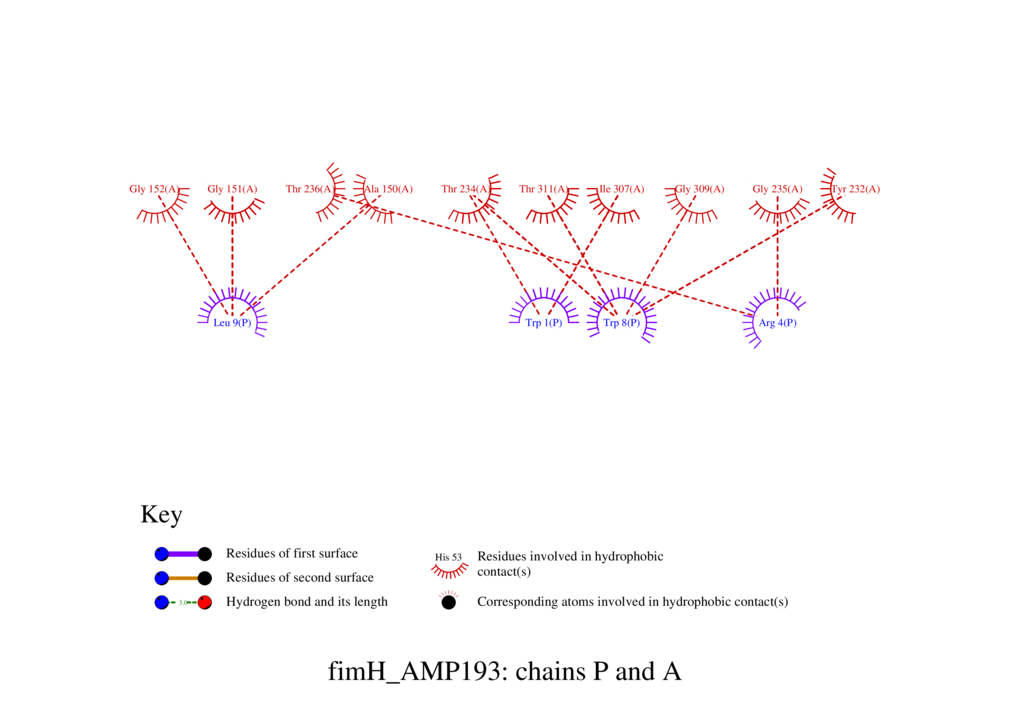 Gly 152(A) Gly 151(A) Thr 236(A) Ala 150(A) Thr 234(A) Thr 311(A) Ile 307(A) Gly 309(A) Gly 235(A) Tyr 232(A)
Leu 9(P) Trp 1(P) Trp 8(P) Arg 4(P)
Key
Residues of first surface
Residues of second surface
3.0 Hydrogen bond and its length
His 53 Residues involved in hydrophobic
contact(s)
Corresponding atoms involved in hydrophobic contact(s)
fimH_AMP193: chains P and A